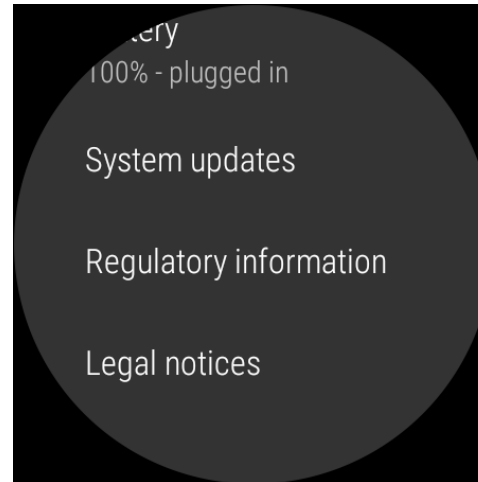 100% - plugged in
System updates
Regulatory information
Legal notices